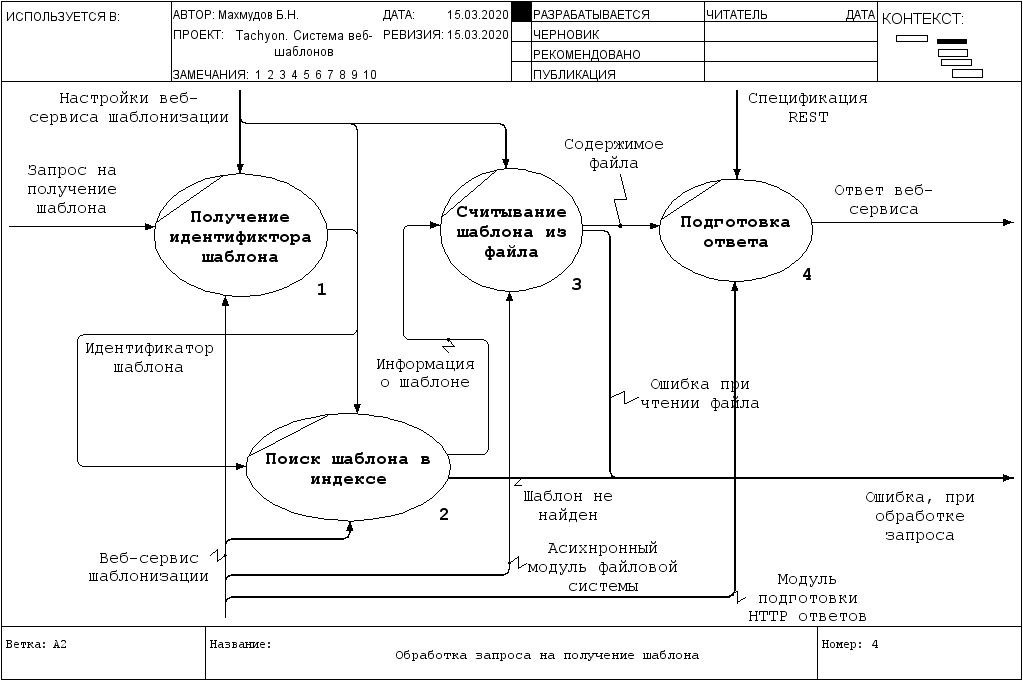 ИСПОЛЬЗУЕТСЯ В:
АВТОР: Махмудов Б.Н.
ДАТА: 15.03.2020
ПРОЕКТ: Tachyon. Система веб-
шаблонов
РЕВИЗИЯ: 15.03.2020
ЗАМЕЧАНИЯ: 1 2 3 4 5 6 7 8 9 10
РАЗРАБАТЫВАЕТСЯ
ЧЕРНОВИК
РЕКОМЕНДОВАНО
ПУБЛИКАЦИЯ
ЧИТАТЕЛЬ
ДАТА
КОНТЕКСТ:
Настройки веб-
сервиса шаблонизации
Спецификация
REST
Запрос на
получение
шаблона
Содержимое
файла
Ответ веб-
сервиса
Получение
идентификтора
шаблона
1
Считывание
шаблона из
файла
3
Подготовка
ответа
4
Идентификатор
шаблона
Информация
о шаблоне
Ошибка при
чтении файла
Поиск шаблона в
индексе
2
Шаблон не
найден
Ошибка, при
обработке
запроса
Веб-сервис
шаблонизации
Асихнронный
модуль файловой
системы
Модуль
подготовки
HTTP ответов
Ветка: A2
Название:
Обработка запроса на получение шаблона
Номер: 4